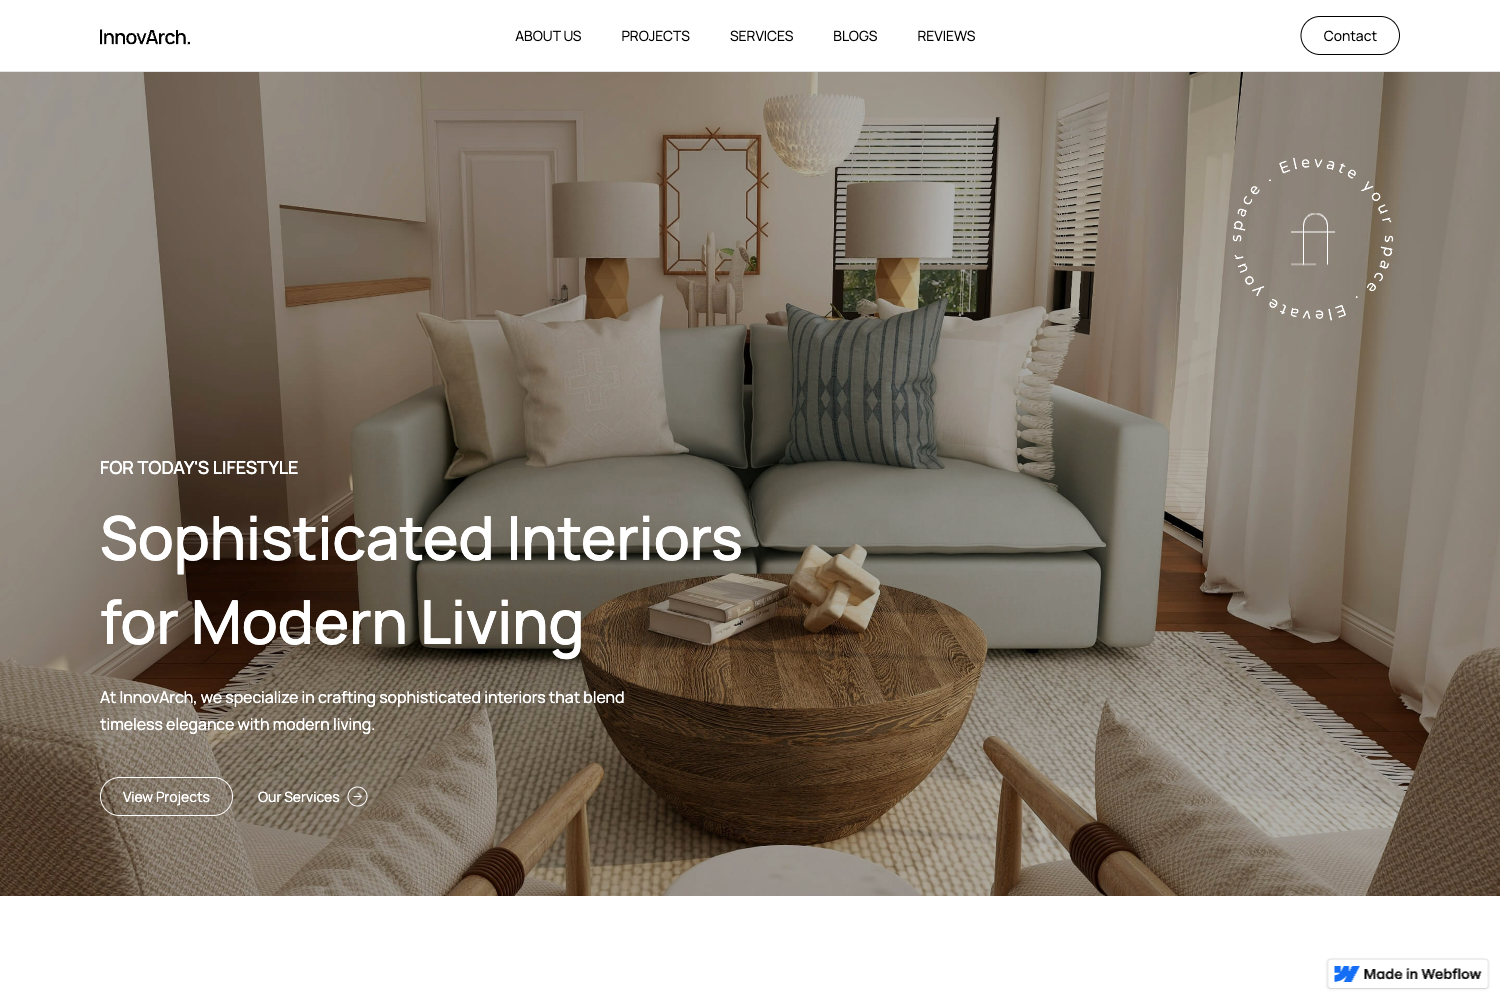 InnovArch.
ABOUT US
PROJECTS
SERVICES
BLOGS
REVIEWS
Contact
Elevate your space . Elevate your space .
FOR TODAY'S LIFESTYLE
Sophisticated Interiors
for Modern Living
At InnovArch, we specialize in crafting sophisticated interiors that blend
timeless elegance with modern living.
View Projects
Our Services
Made in Webflow